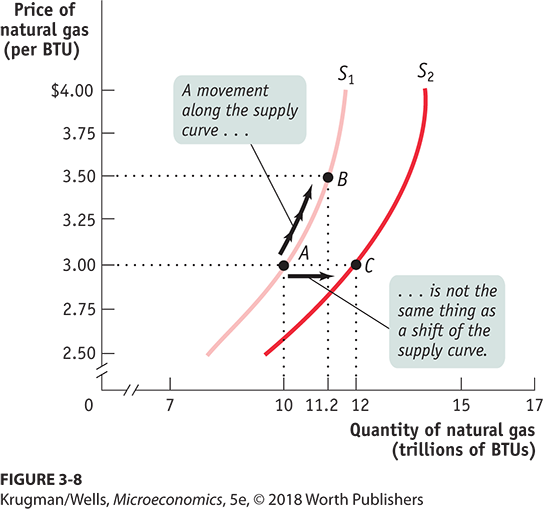 Price of
natural gas
(per BTU)
$4.00
3.75
3.50
3.25
3.00
2.75
2.50
0
7
10
11.2
12
15
17
Quantity of natural gas
(trillions of BTUs)
S1
S2
A movement
along the supply
curve . . .
B
A
C
. . . is not the
same thing as
a shift of the
supply curve.
FIGURE 3-8
Krugman/Wells, Microeconomics, 5e, © 2018 Worth Publishers